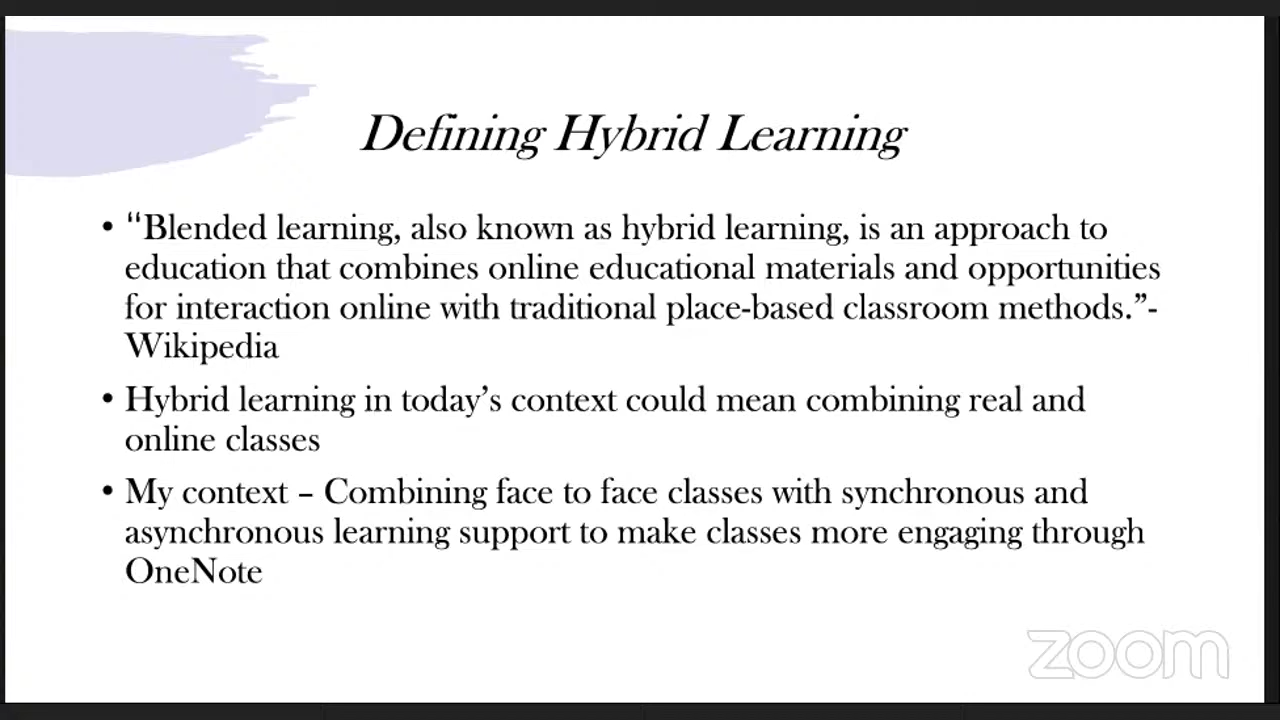 Defining Hybrid Learning
• “Blended learning, also known as hybrid learning, is an approach to
education that combines online educational materials and opportunities
for interaction online with traditional place-based classroom methods.”-
Wikipedia
• Hybrid learning in today’s context could mean combining real and
online classes
• My context – Combining face to face classes with synchronous and
asynchronous learning support to make classes more engaging through
OneNote
zoom